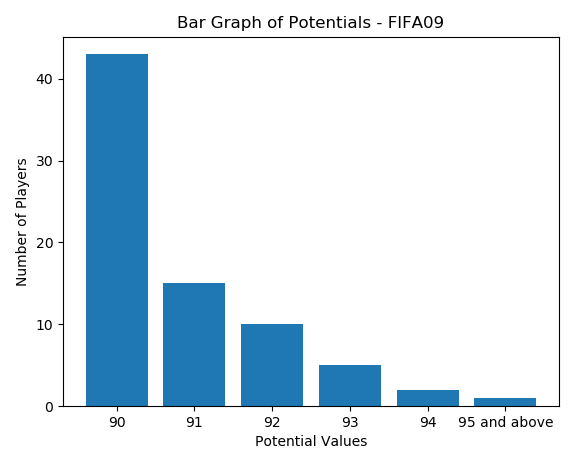 Bar Graph of Potentials - FIFA09
Number of Players
40
30
20
10
0
90 91 92 93 94 95 and above
Potential Values